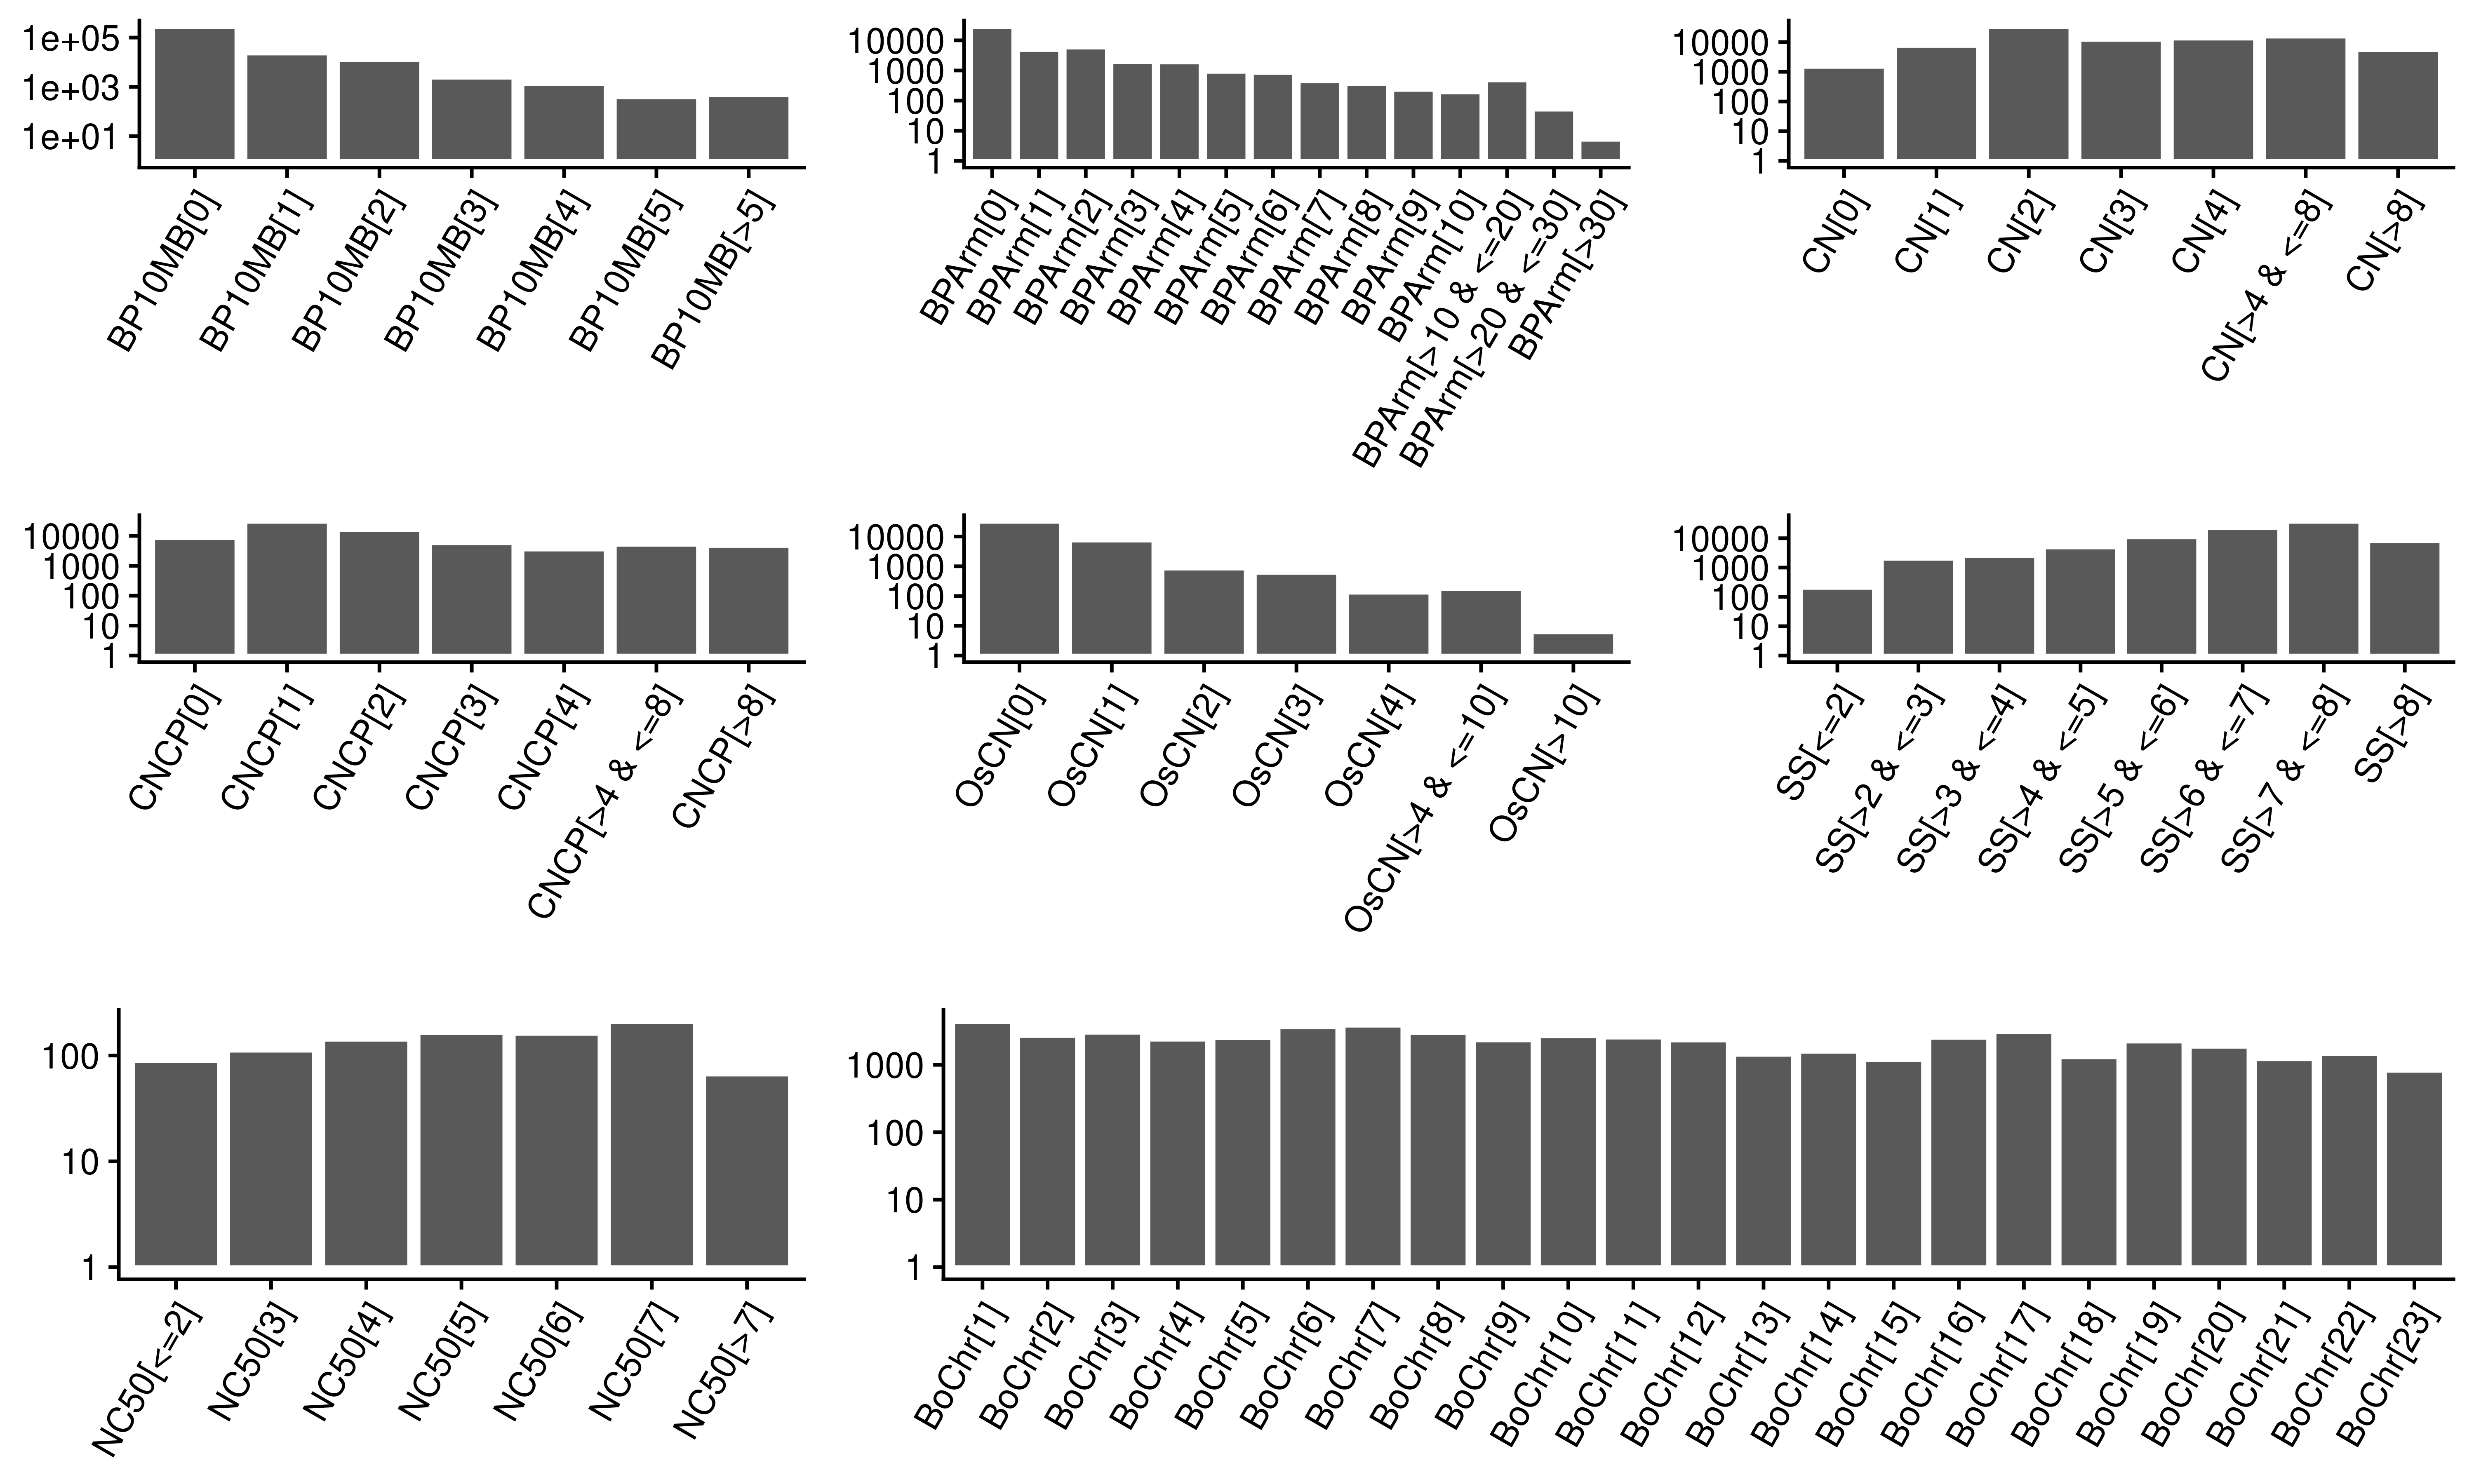 1e+05
1e+03
1e+01
BP10MB[0]
BP10MB[1]
BP10MB[2]
BP10MB[3]
BP10MB[4]
BP10MB[5]
BP10MB[>5]
10000
1000
100
10
1
BPArm[0]
BPArm[1]
BPArm[2]
BPArm[3]
BPArm[4]
BPArm[5]
BPArm[6]
BPArm[7]
BPArm[8]
BPArm[9]
BPArm[10]
BPArm[>10 & <=20]
BPArm[>20 & <=30]
BPArm[>30]
10000
1000
100
10
1
CN[0]
CN[1]
CN[2]
CN[3]
CN[4]
CN[>4 & <=8]
CN[>8]
10000
1000
100
10
1
CNCP[0]
CNCP[1]
CNCP[2]
CNCP[3]
CNCP[4]
CNCP[>4 & <=8]
CNCP[>8]
10000
1000
100
10
1
OsCN[0]
OsCN[1]
OsCN[2]
OsCN[3]
OsCN[4]
OsCN[>4 & <=10]
OsCN[>10]
10000
1000
100
10
1
SS[<=2]
SS[>2 & <=3]
SS[>3 & <=4]
SS[>4 & <=5]
SS[>5 & <=6]
SS[>6 & <=7]
SS[>7 & <=8]
SS[>8]
100
10
1
NC50[<=2]
NC50[3]
NC50[4]
NC50[5]
NC50[6]
NC50[7]
NC50[>7]
1000
100
10
1
BoChr[1]
BoChr[2]
BoChr[3]
BoChr[4]
BoChr[5]
BoChr[6]
BoChr[7]
BoChr[8]
BoChr[9]
BoChr[10]
BoChr[11]
BoChr[12]
BoChr[13]
BoChr[14]
BoChr[15]
BoChr[16]
BoChr[17]
BoChr[18]
BoChr[19]
BoChr[20]
BoChr[21]
BoChr[22]
BoChr[23]